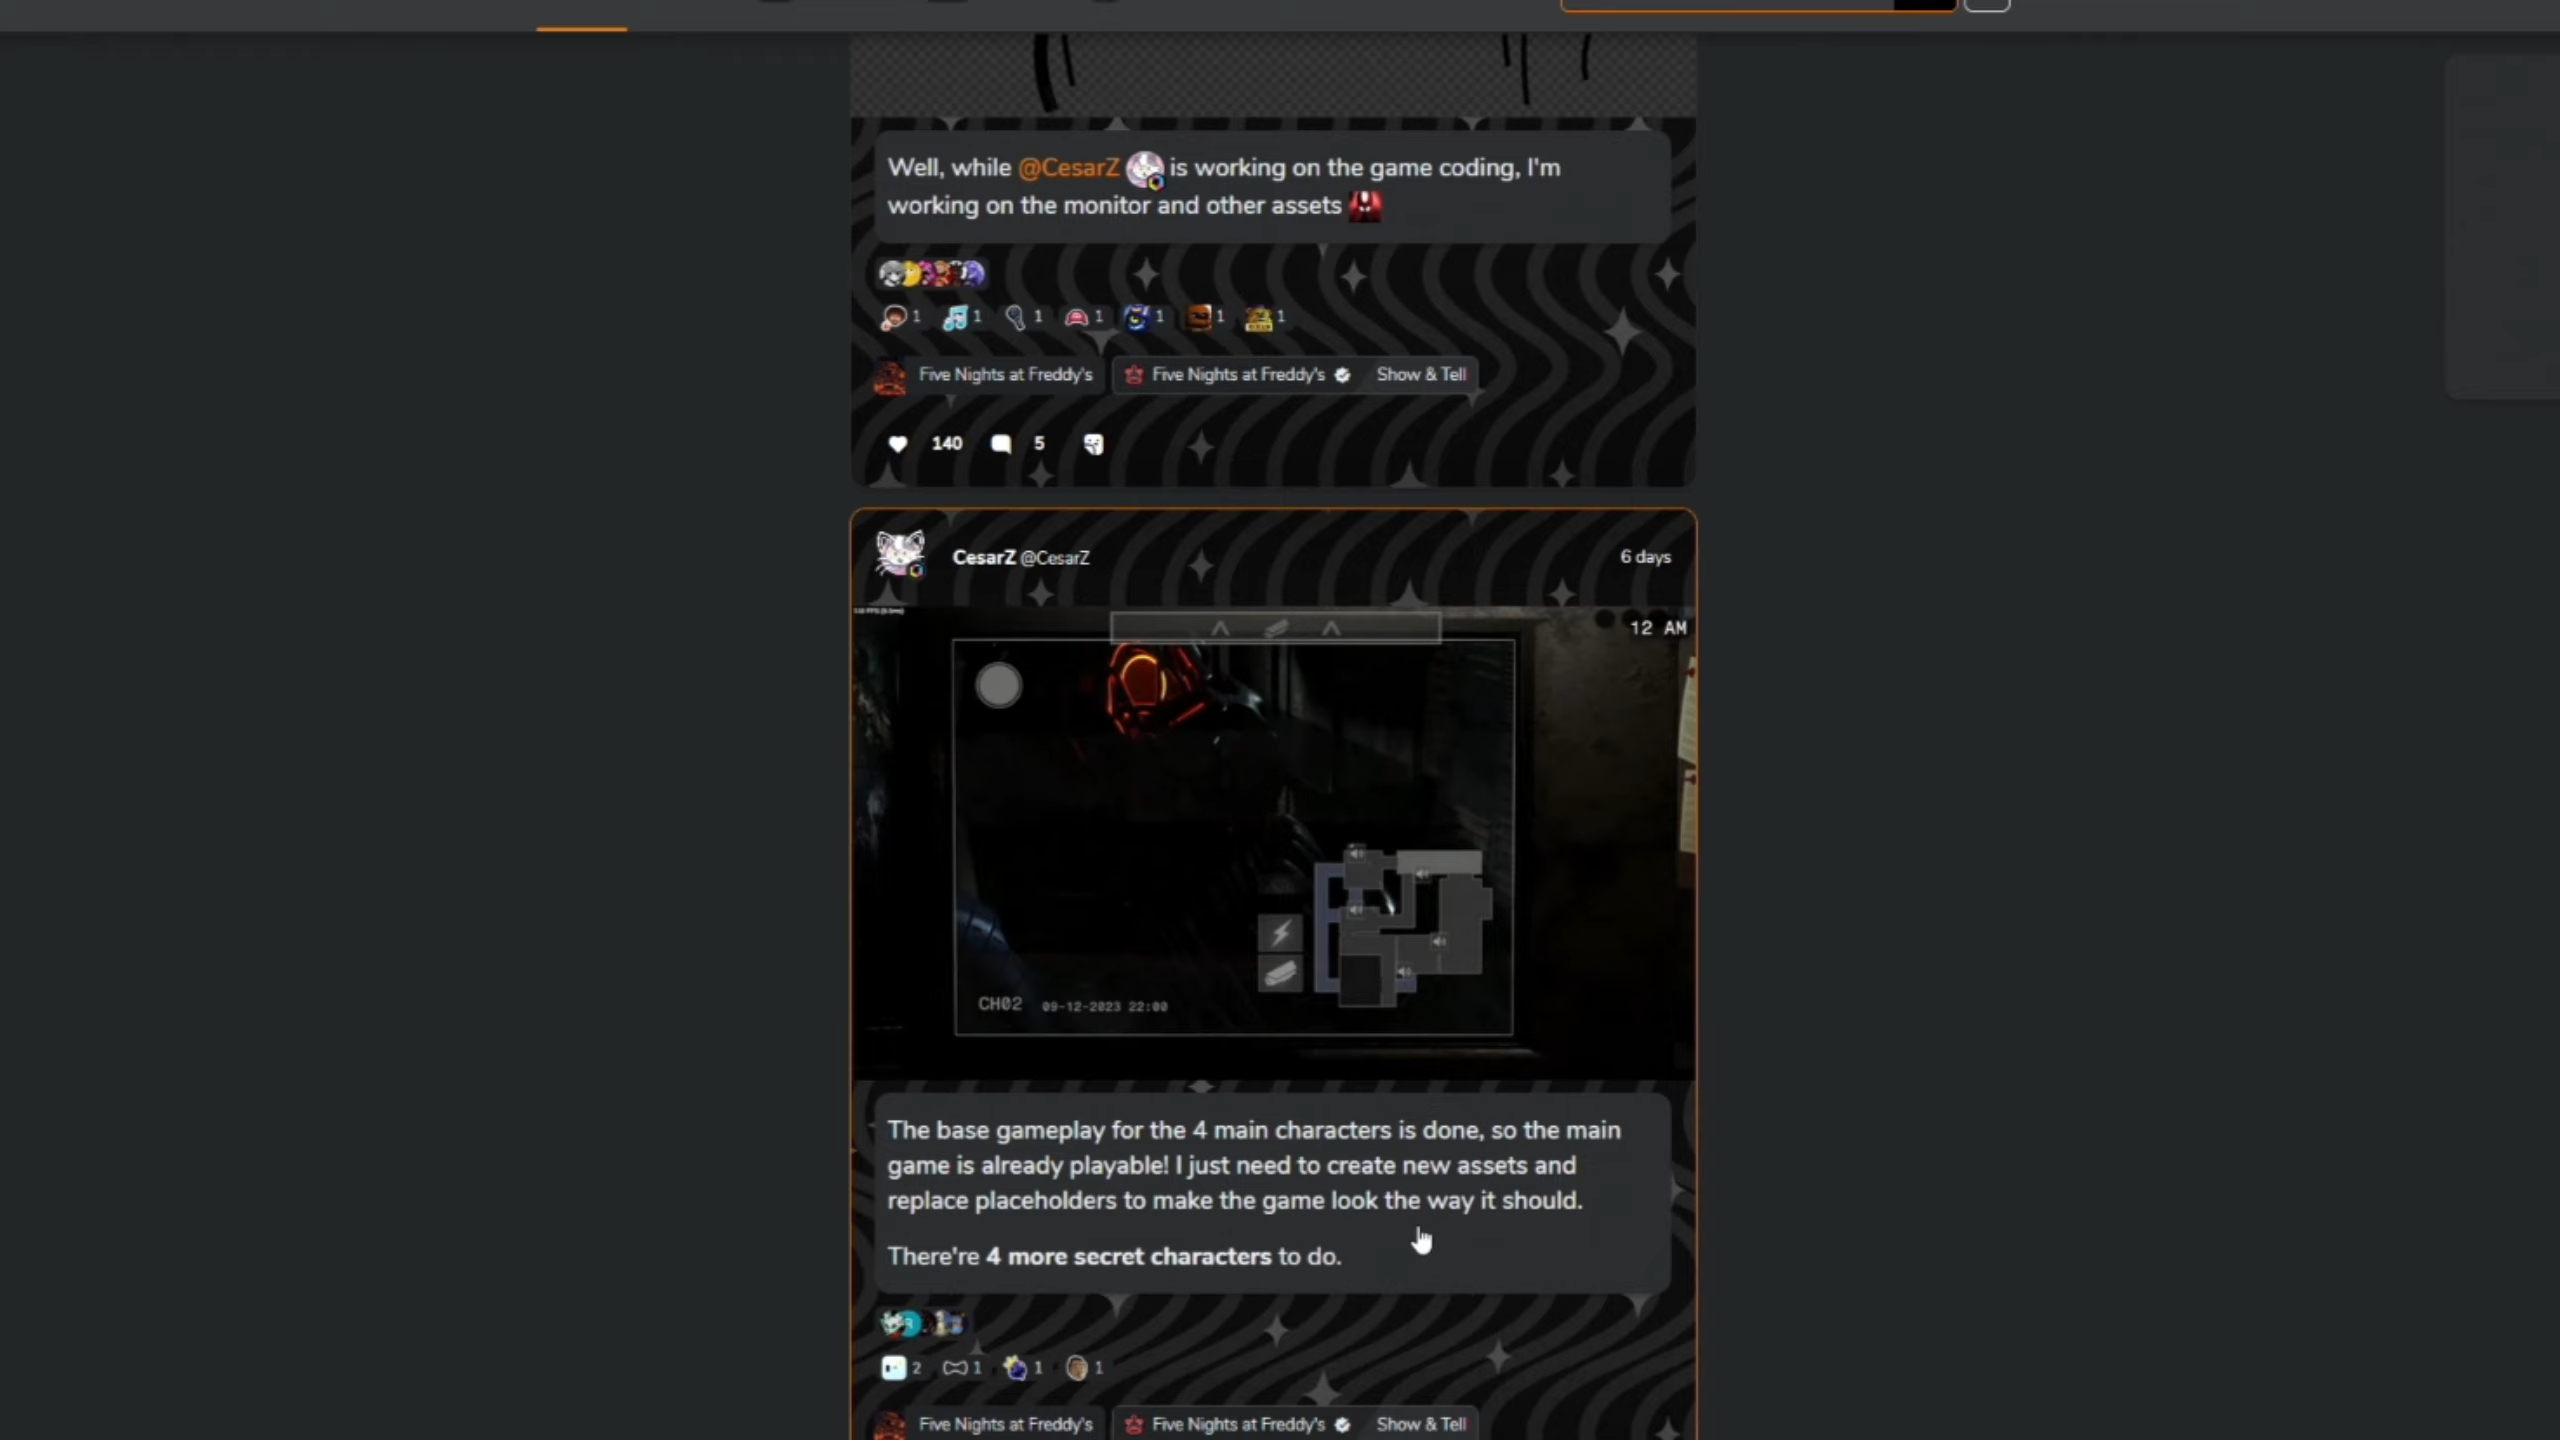 Well, while @CesarZ is working on the game coding, I'm
working on the monitor and other assets
1 1 1 1 1 1 1
Five Nights at Freddy's Five Nights at Freddy's Show & Tell
140 5
CesarZ @CesarZ 6 days
12 AM
CH02 09-12-2023 22:00
The base gameplay for the 4 main characters is done, so the main
game is already playable! I just need to create new assets and
replace placeholders to make the game look the way it should.
There're 4 more secret characters to do.
2 1 1 1
Five Nights at Freddy's Five Nights at Freddy's Show & Tell